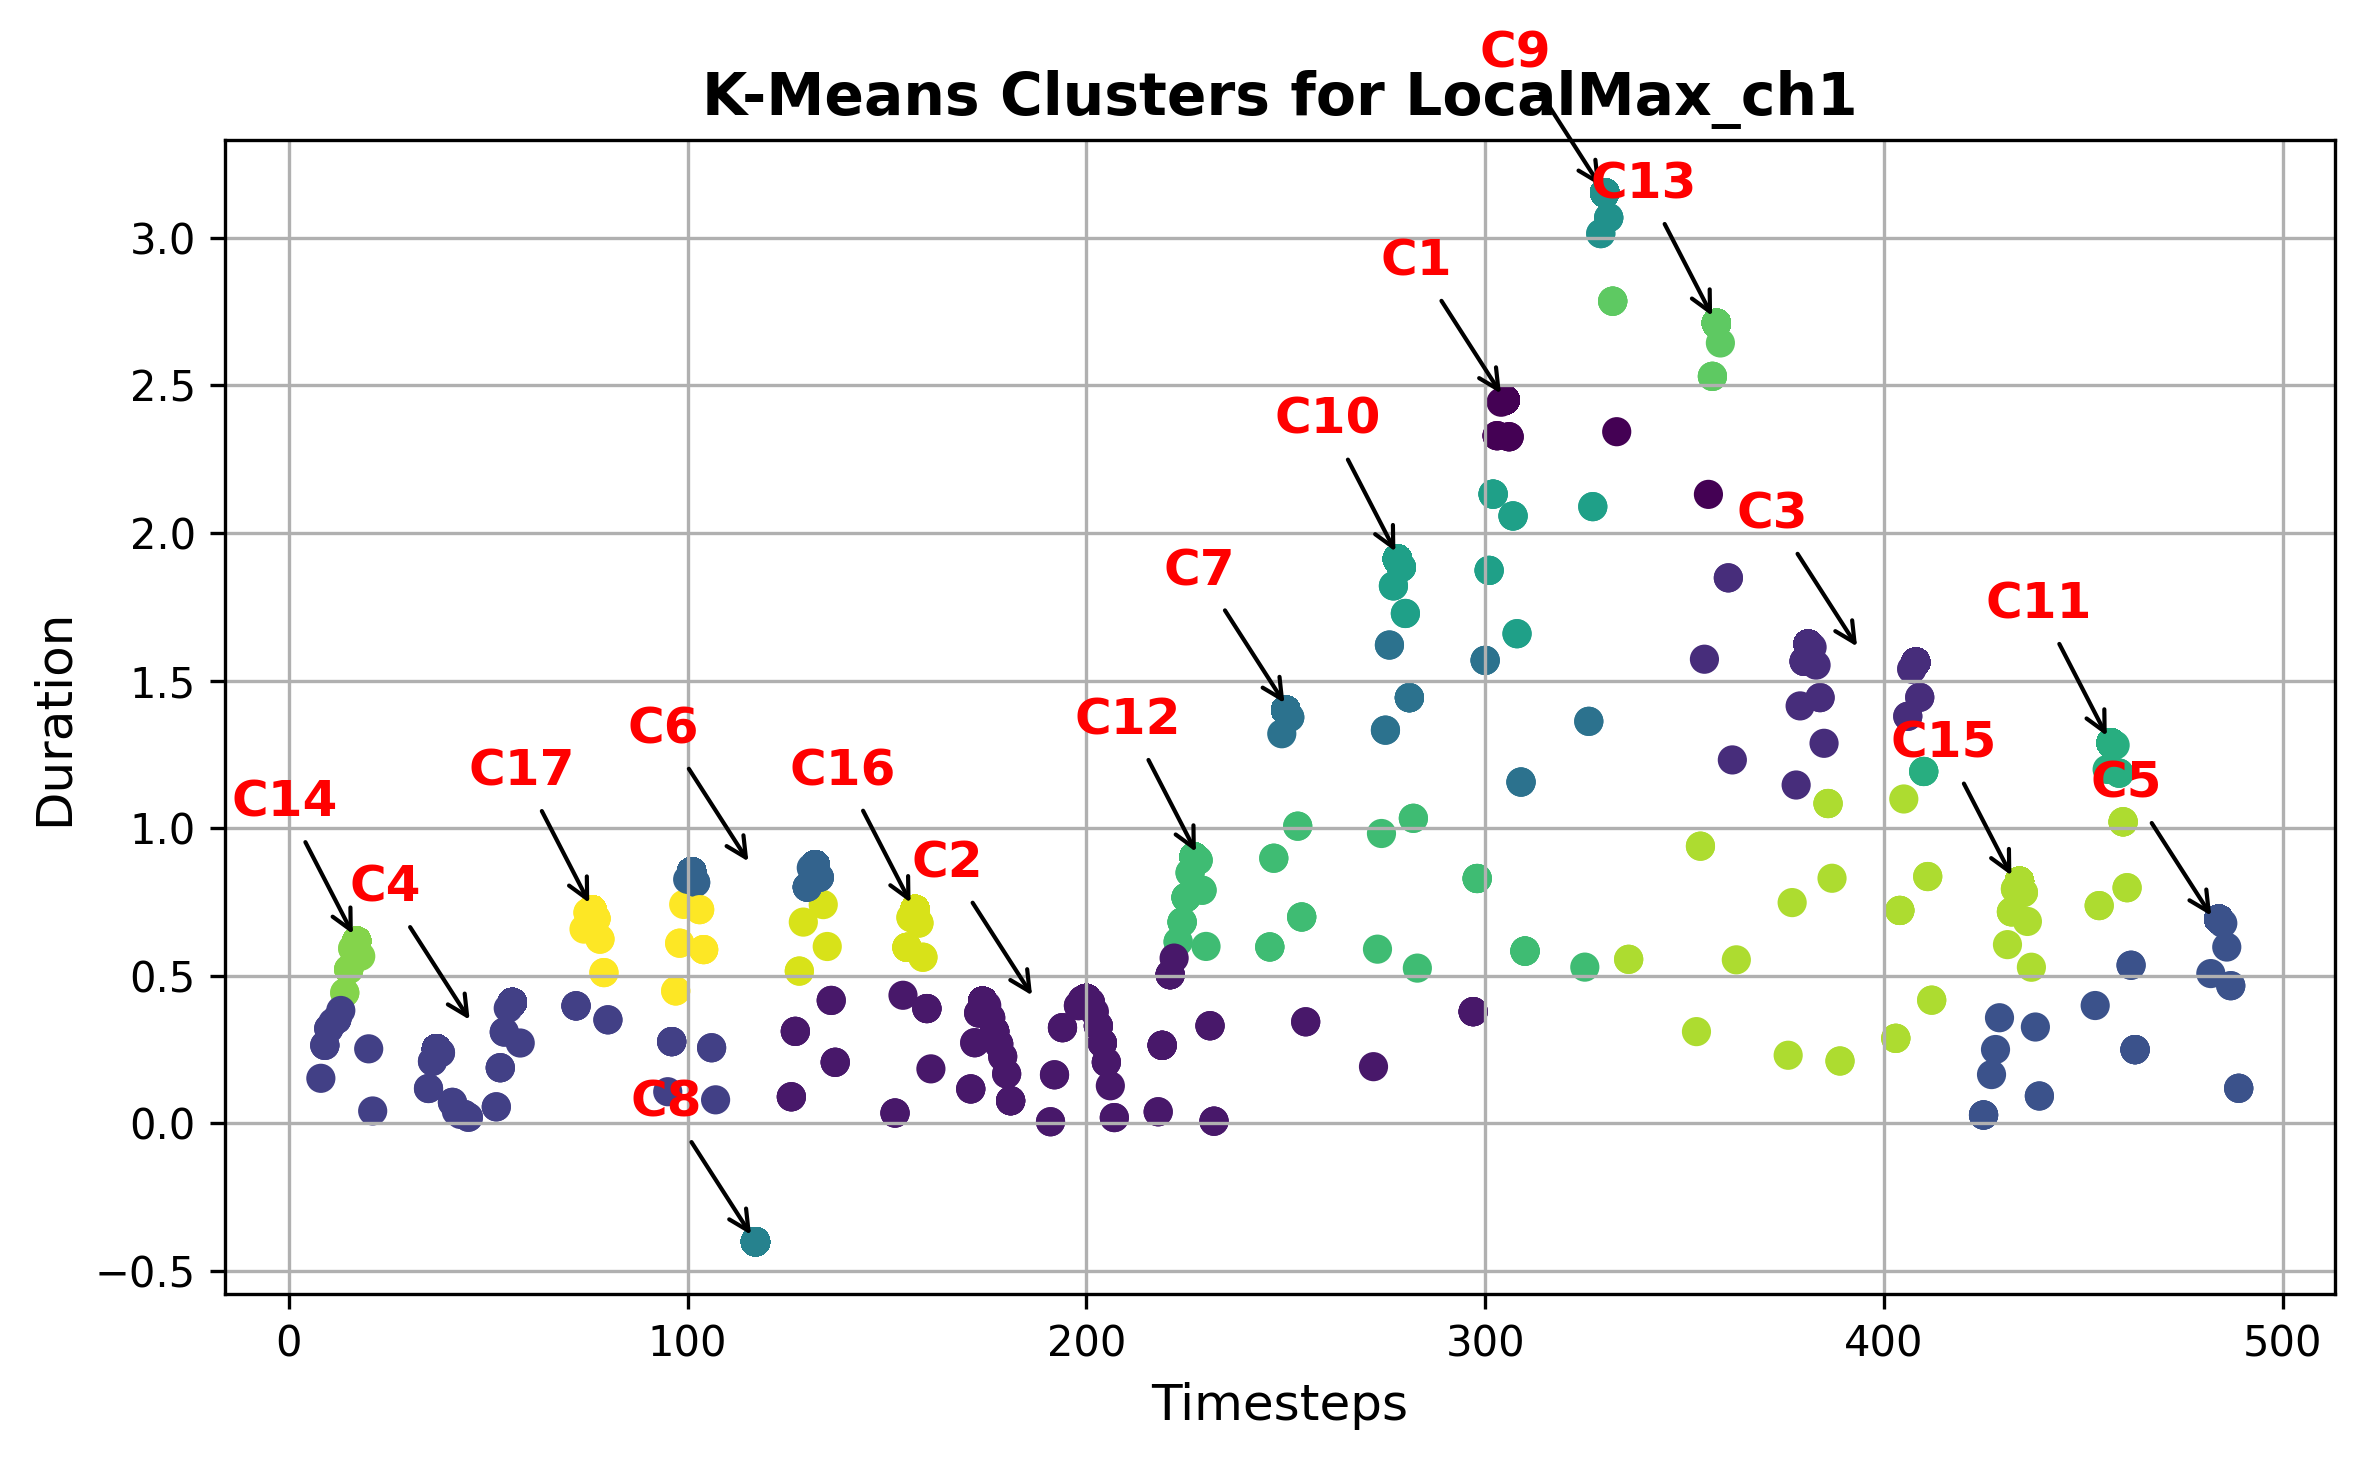 C9
K-Means Clusters for LocalMax_ch1
C13
C1
C10
C3
C7
C11
C12
C6
C15
C17
C16
C5
C14
C2
C4
C8
Duration
3.0
2.5
2.0
1.5
1.0
0.5
0.0
−0.5
0 100 200 300 400 500
Timesteps